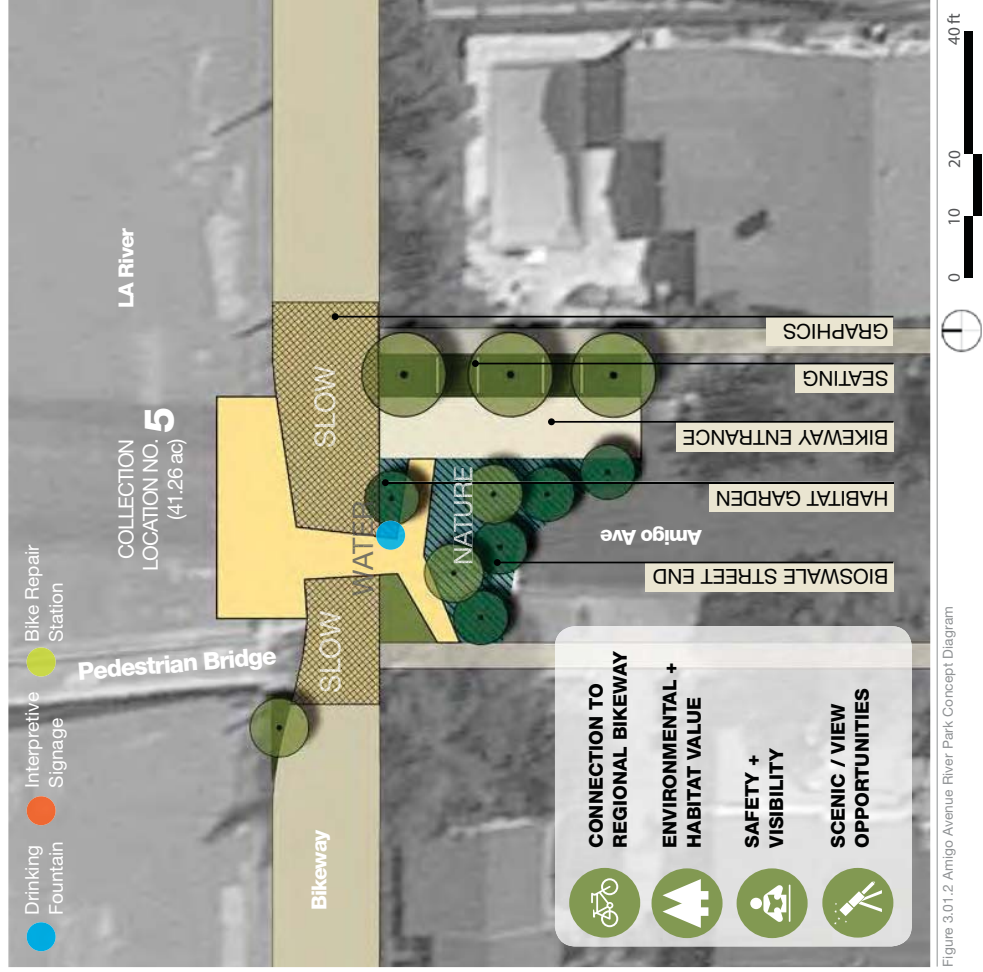 Drinking
Fountain
Interpretive
Signage
Bike Repair
Station
COLLECTION
LOCATION NO. 5
(41.26 ac)
LA River
Pedestrian Bridge
Bikeway
SLOW
SLOW
WATER
NATURE
Amigo Ave
GRAPHICS
SEATING
BIKEWAY ENTRANCE
HABITAT GARDEN
BIOSWALE STREET END
CONNECTION TO
REGIONAL BIKEWAY
ENVIRONMENTAL +
HABITAT VALUE
SAFETY +
VISIBILITY
SCENIC / VIEW
OPPORTUNITIES
0 10 20 40 ft
Figure 3.01.2 Amigo Avenue River Park Concept Diagram